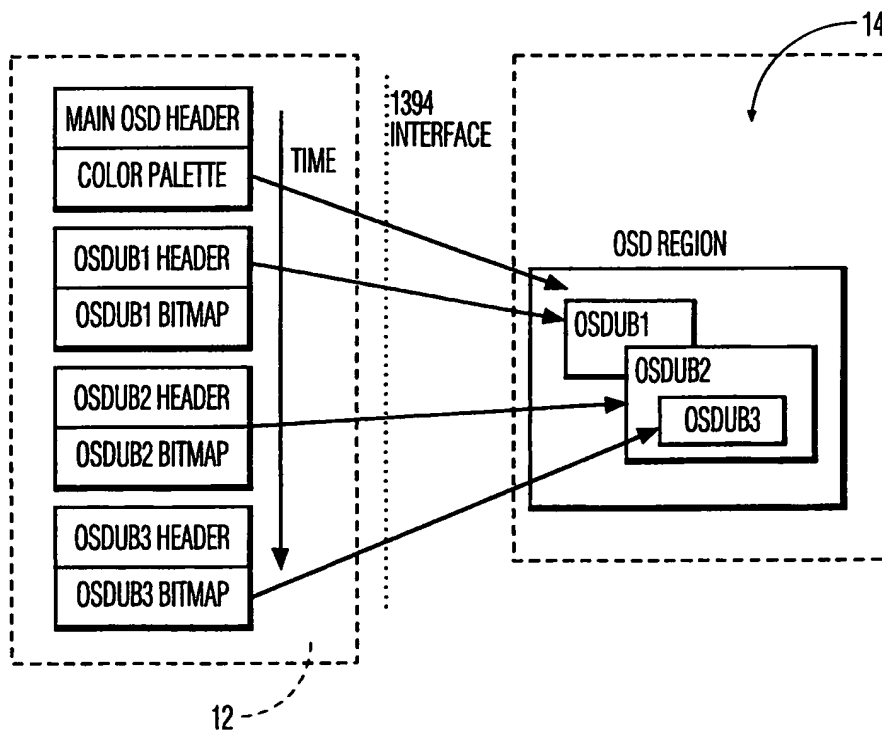 MAIN OSD HEADER
COLOR PALETTE
OSDUB1 HEADER
OSDUB1 BITMAP
OSDUB2 HEADER
OSDUB2 BITMAP
OSDUB3 HEADER
OSDUB3 BITMAP
TIME
12
1394
INTERFACE
14
OSD REGION
OSDUB1
OSDUB2
OSDUB3